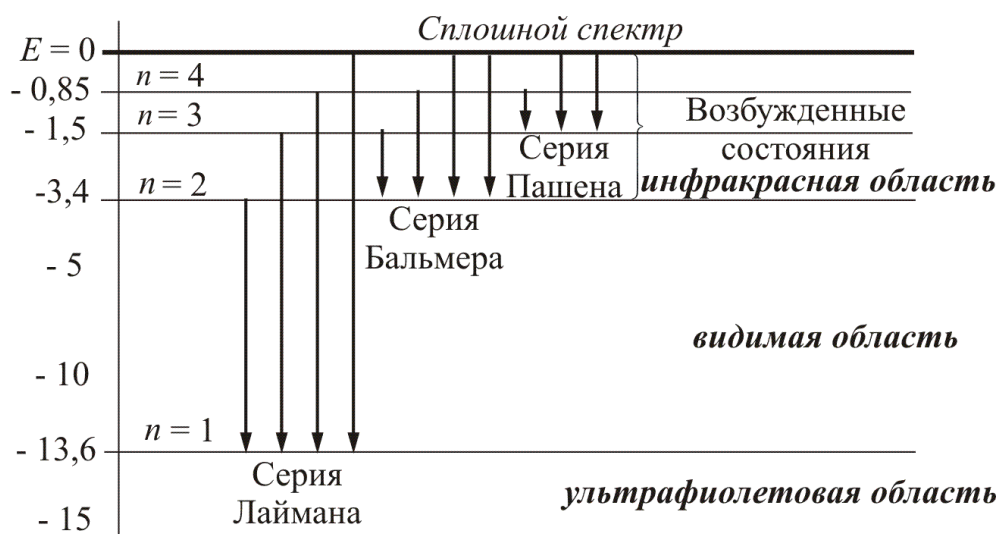 Сплошной спектр
E = 0
n = 4
- 0,85
n = 3
- 1,5
Возбужденные
состояния
Серия
Пашена
n = 2
-3,4
инфракрасная область
Серия
Бальмера
- 5
видимая область
- 10
n = 1
- 13,6
Серия
Лаймана
ультрафиолетовая область
- 15